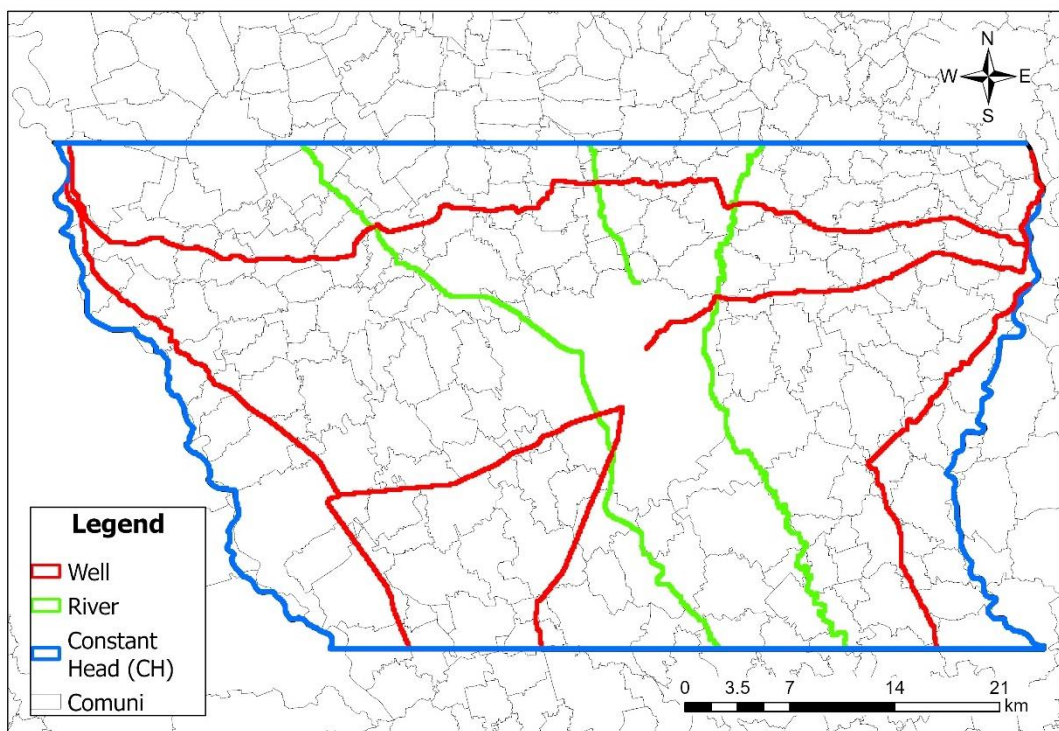 N
W E
S
Legend
Well
River
Constant
Head (CH)
Comuni
0 3.5 7 14 21
km